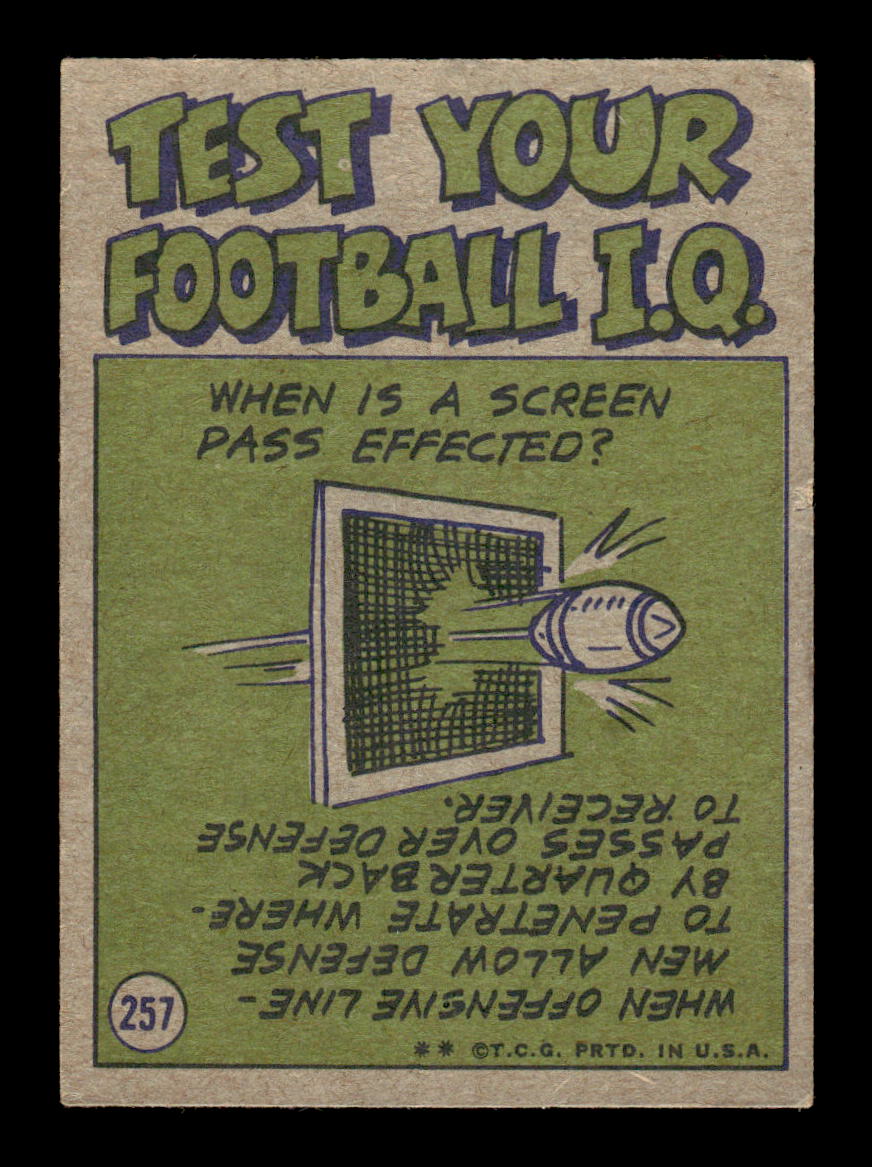 TEST YOUR
FOOTBALL I.Q.
WHEN IS A SCREEN
PASS EFFECTED?
WHEN OFFENSIVE LINE-
MEN ALLOW DEFENSE
TO PENETRATE WHERE-
BY QUARTERBACK
PASSES OVER DEFENSE
TO RECEIVER.
257
** ©T.C.G. PRTD. IN U.S.A.